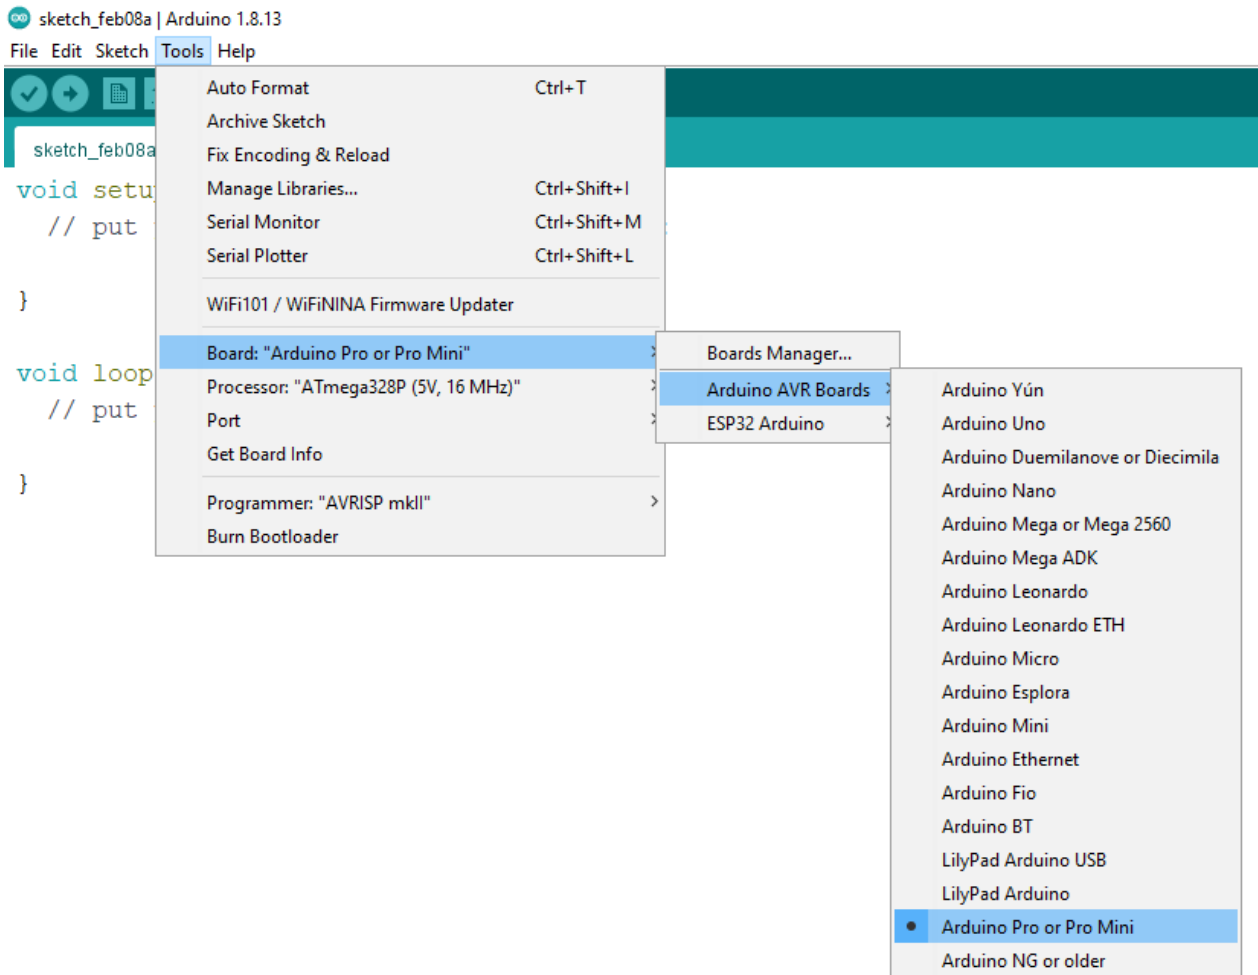 sketch_feb08a | Arduino 1.8.13
File Edit Sketch Tools Help
sketch_feb08a
void setu
// put
}
void loop
// put
}
Auto Format Ctrl+T
Archive Sketch
Fix Encoding & Reload
Manage Libraries... Ctrl+Shift+I
Serial Monitor Ctrl+Shift+M
Serial Plotter Ctrl+Shift+L
WiFi101 / WiFiNINA Firmware Updater
Board: "Arduino Pro or Pro Mini"
Processor: "ATmega328P (5V, 16 MHz)"
Port
Get Board Info
Programmer: "AVRISP mkII"
Burn Bootloader
Boards Manager...
Arduino AVR Boards
ESP32 Arduino
Arduino Yún
Arduino Uno
Arduino Duemilanove or Diecimila
Arduino Nano
Arduino Mega or Mega 2560
Arduino Mega ADK
Arduino Leonardo
Arduino Leonardo ETH
Arduino Micro
Arduino Esplora
Arduino Mini
Arduino Ethernet
Arduino Fio
Arduino BT
LilyPad Arduino USB
LilyPad Arduino
Arduino Pro or Pro Mini
Arduino NG or older